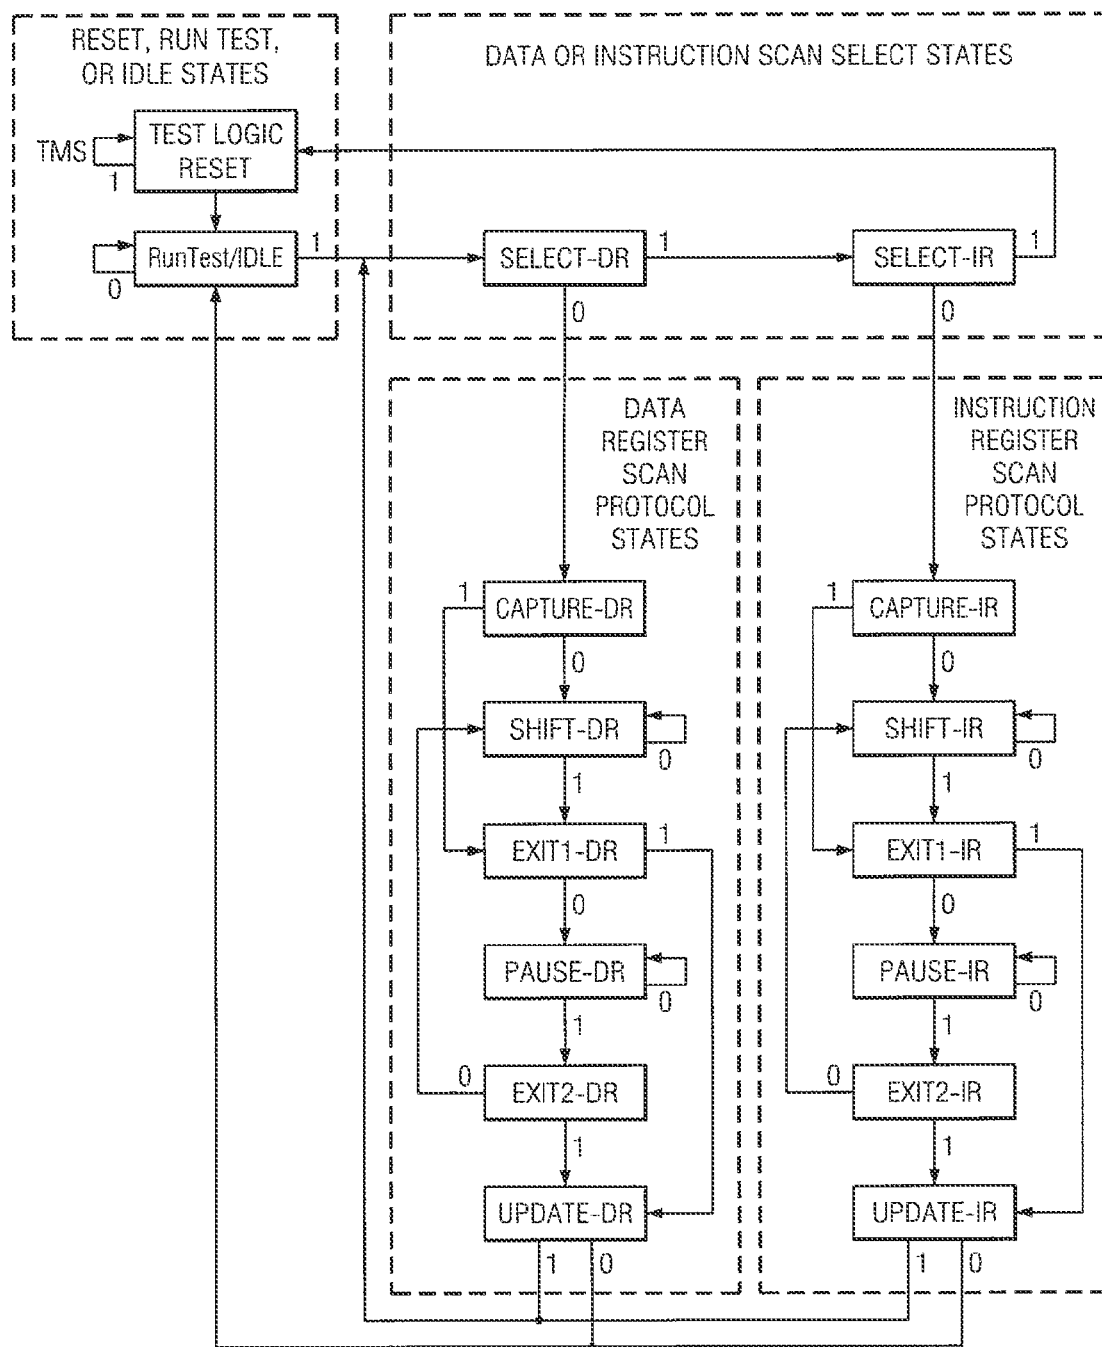 RESET, RUN TEST,
OR IDLE STATES
DATA OR INSTRUCTION SCAN SELECT STATES
TMS
1
TEST LOGIC
RESET
RunTest/IDLE
1
0
SELECT-DR
1
SELECT-IR
1
0
0
DATA
REGISTER
SCAN
PROTOCOL
STATES
INSTRUCTION
REGISTER
SCAN
PROTOCOL
STATES
1
CAPTURE-DR
0
SHIFT-DR
0
1
EXIT1-DR
1
0
PAUSE-DR
0
1
0
EXIT2-DR
1
UPDATE-DR
1
0
1
CAPTURE-IR
0
SHIFT-IR
0
1
EXIT1-IR
1
0
PAUSE-IR
0
1
0
EXIT2-IR
1
UPDATE-IR
1
0